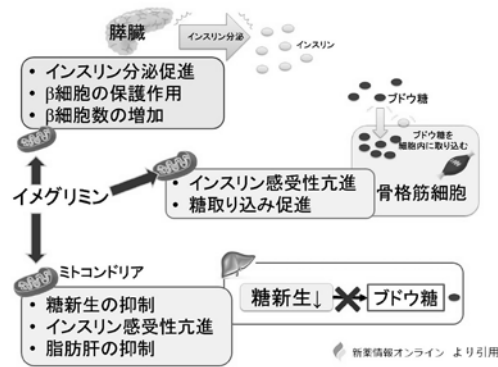 膵臓
インスリン分泌
インスリン
・インスリン分泌促進
・β細胞の保護作用
・β細胞数の増加
ブドウ糖
ブドウ糖を
細胞内に取り込む
イメグリミン
・インスリン感受性亢進
・糖取り込み促進
骨格筋細胞
ミトコンドリア
・糖新生の抑制
・インスリン感受性亢進
・脂肪肝の抑制
糖新生↓
ブドウ糖
新薬情報オンライン より引用